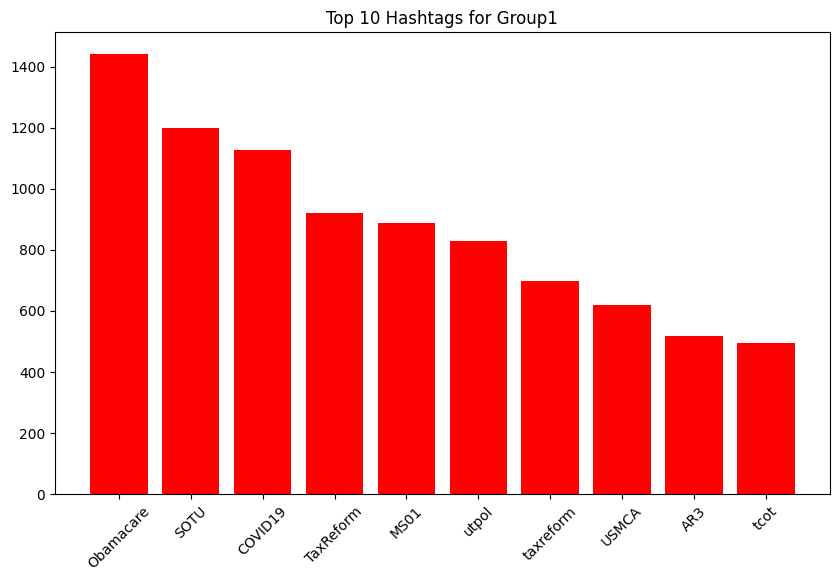 Top 10 Hashtags for Group1
1400
1200
1000
800
600
400
200
0
Obamacare
SOTU
COVID19
TaxReform
MS01
utpol
taxreform
USMCA
AR3
tcot